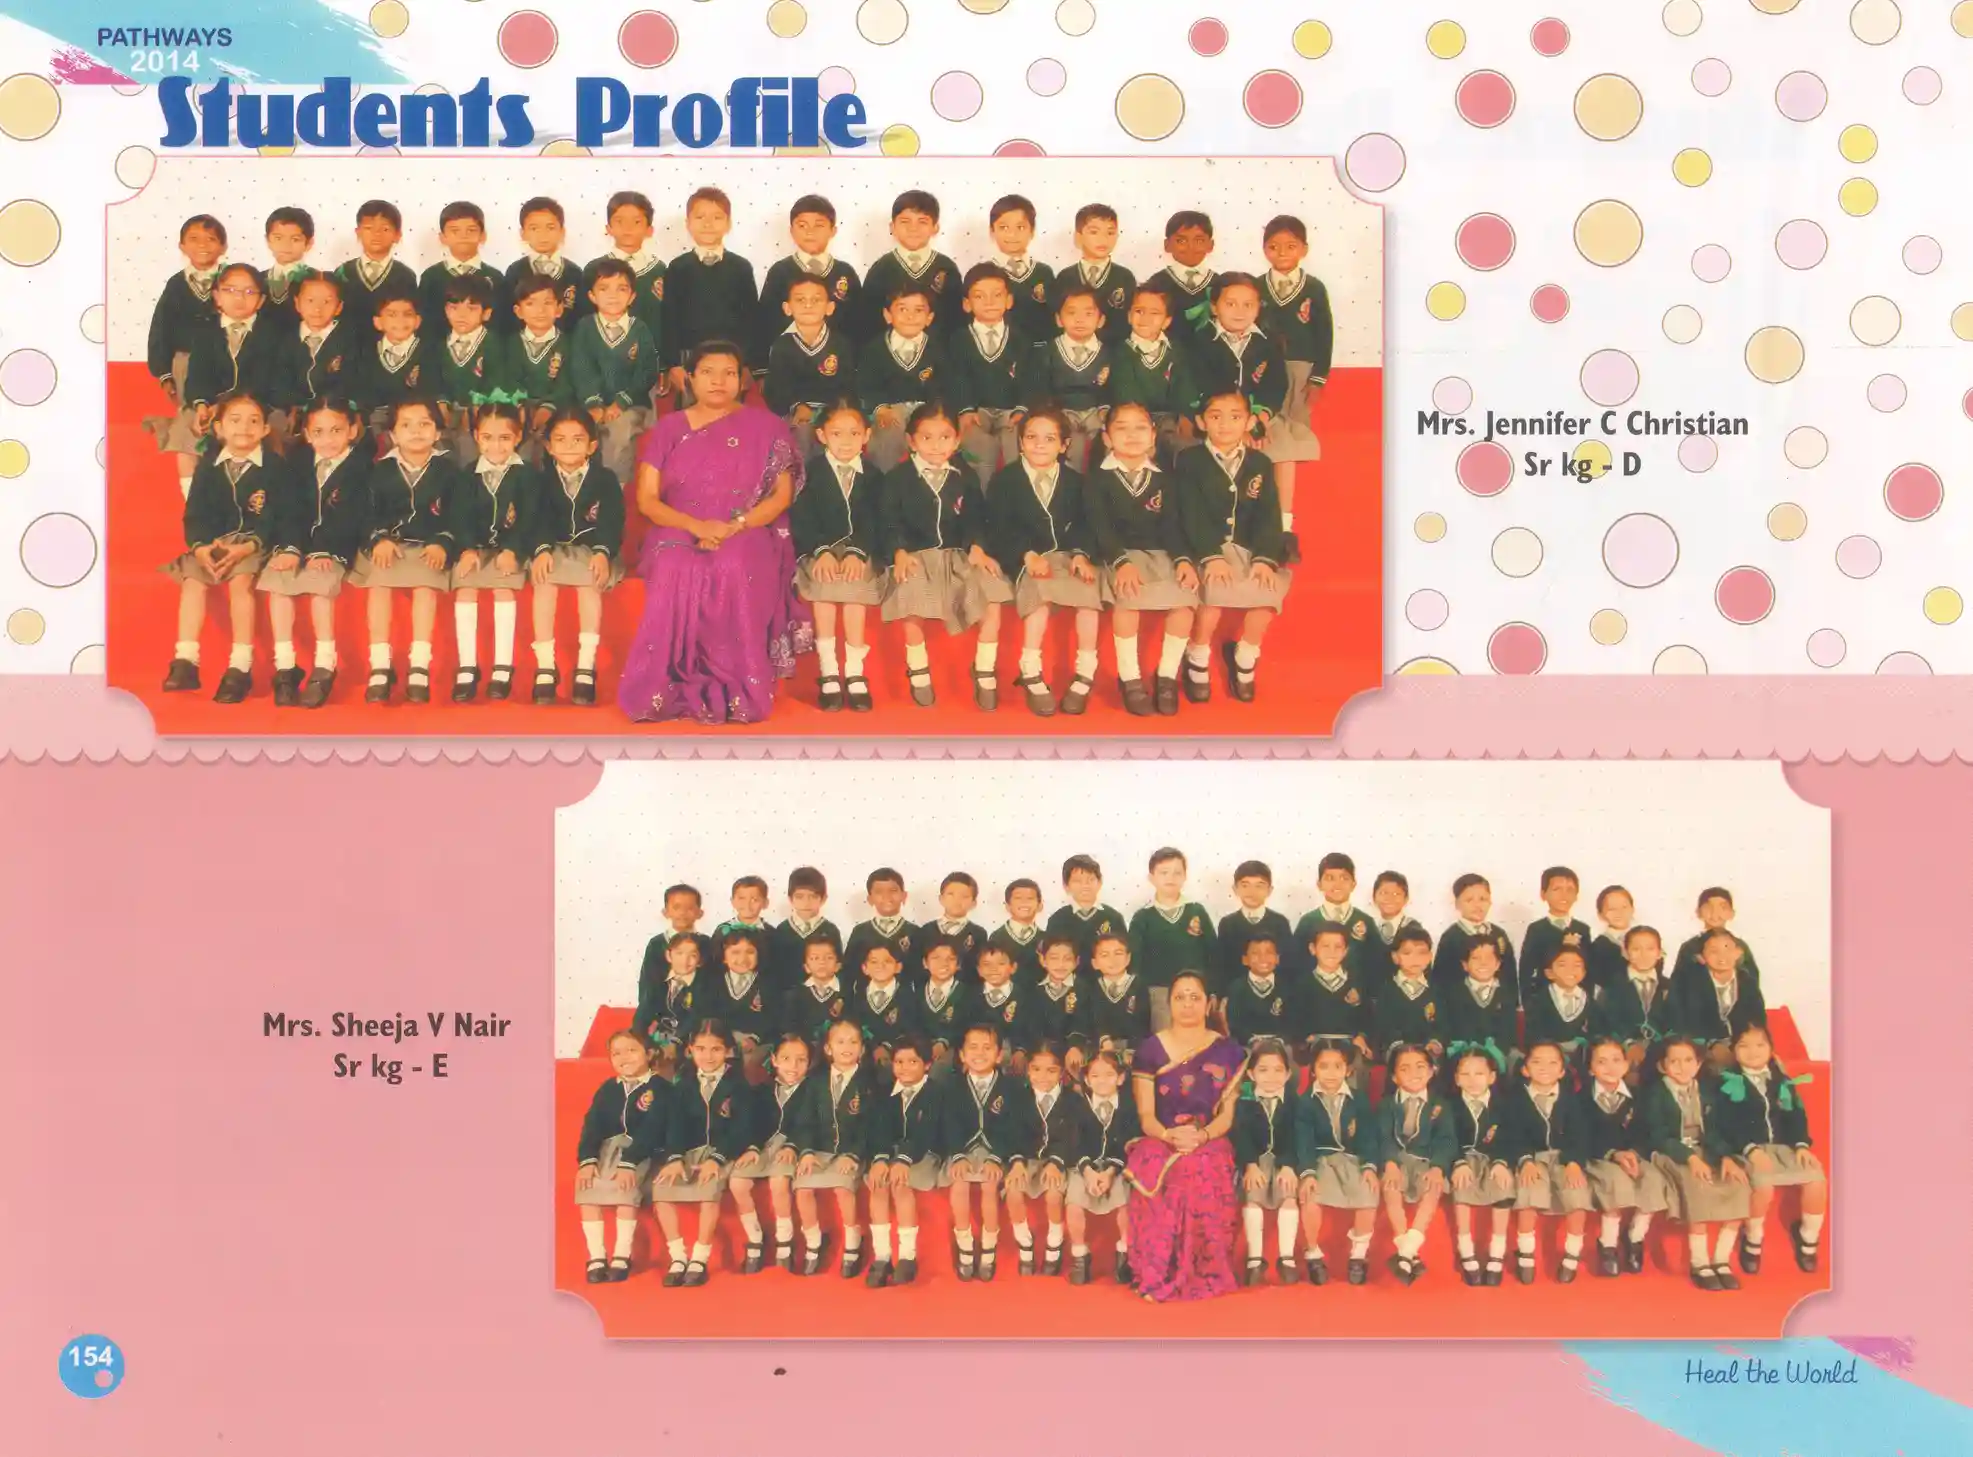 PATHWAYS
2014
Students Profile
Mrs. Jennifer C Christian
Sr kg - D
Mrs. Sheeja V Nair
Sr kg - E
154
Heal the World